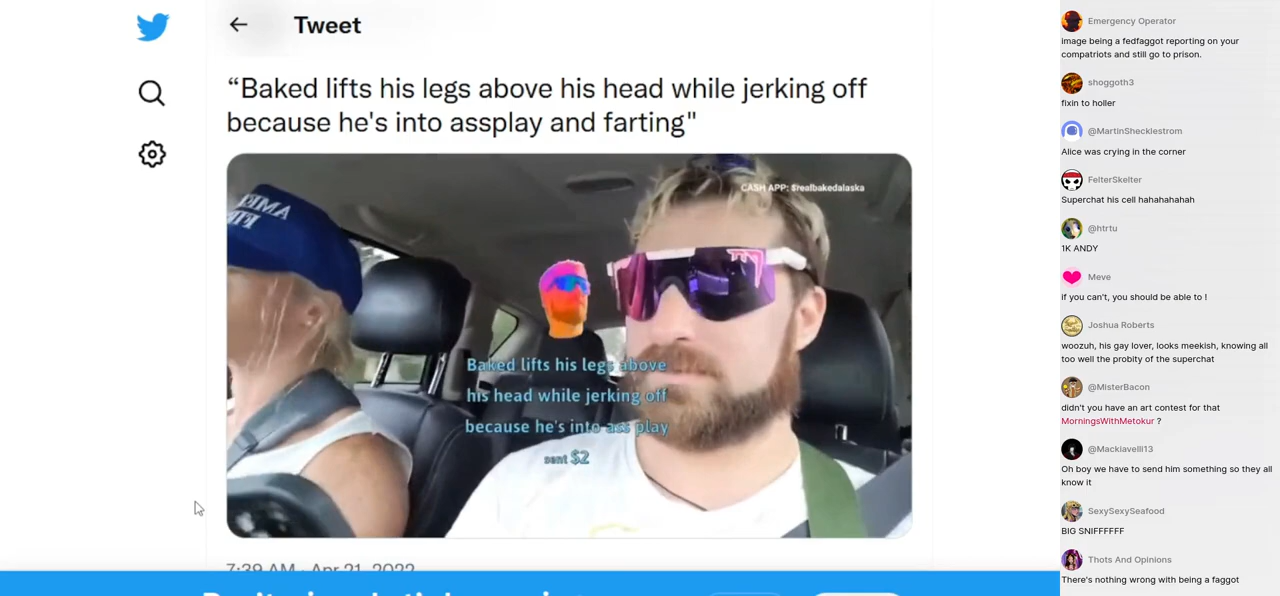 Tweet
“Baked lifts his legs above his head while jerking off
because he's into assplay and farting"
CASH APP: $realbakedalaska
Baked lifts his legs above
his head while jerking off
because he's into ass play
sent $2
7:39 AM · Apr 21, 2022
Emergency Operator
image being a fedfaggot reporting on your
compatriots and still go to prison.
shoggoth3
fixin to holler
@MartinShecklestrom
Alice was crying in the corner
FelterSkelter
Superchat his cell hahahahahah
@htrtu
1K ANDY
Meve
if you can't, you should be able to !
Joshua Roberts
woozuh, his gay lover, looks meekish, knowing all
too well the probity of the superchat
@MisterBacon
didn't you have an art contest for that
MorningsWithMetokur ?
@Mackiavelli13
Oh boy we have to send him something so they all
know it
SexySexySeafood
BIG SNIFFFFFF
Thots And Opinions
There's nothing wrong with being a faggot